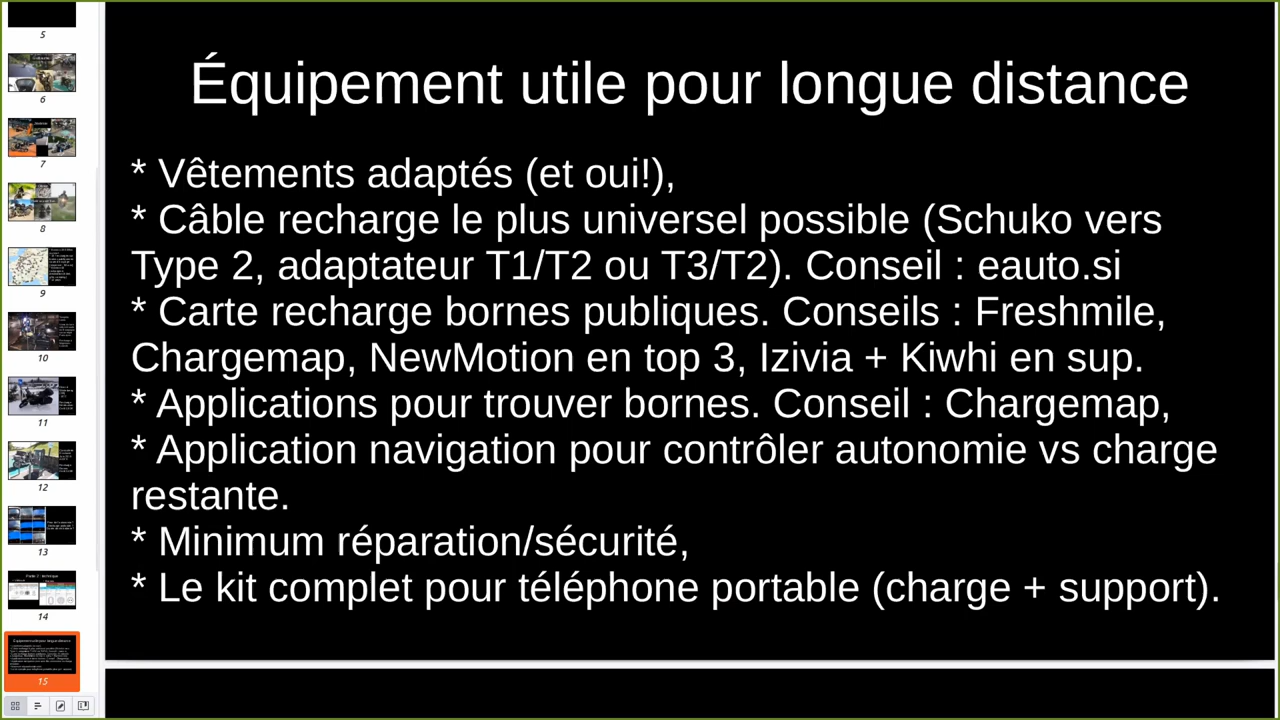 5
6
7
8
9
10
11
12
13
14
15
Équipement utile pour longue distance
* Vêtements adaptés (et oui!),
* Câble recharge le plus universel possible (Schuko vers
Type 2, adaptateur T1/T2 ou T3/T2). Conseil : eauto.si
* Carte recharge bornes publiques. Conseils : Freshmile,
Chargemap, NewMotion en top 3, Izivia + Kiwhi en sup.
* Applications pour trouver bornes. Conseil : Chargemap,
* Application navigation pour contrôler autonomie vs charge
restante.
* Minimum réparation/sécurité,
* Le kit complet pour téléphone portable (charge + support).